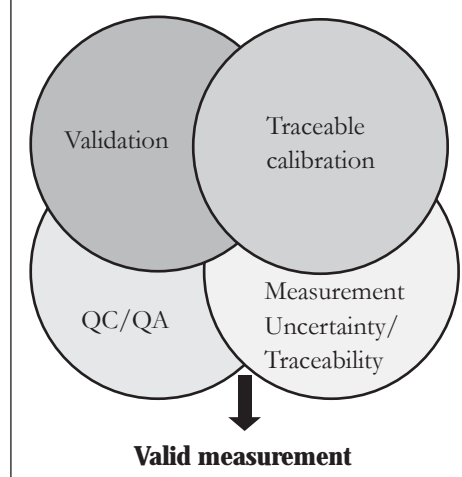 Validation
Traceable
calibration
QC/QA
Measurement
Uncertainty/
Traceability
Valid measurement